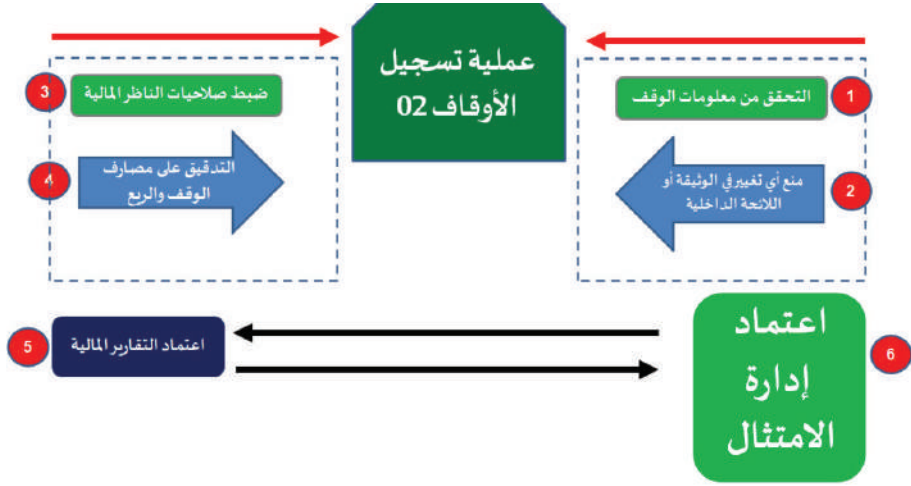 عملية تسجيل
الأوقاف 02
1
التحقق من معلومات الوقف
2
منع أي تغيير في الوثيقة أو
اللائحة الداخلية
3
ضبط صلاحيات الناظر المالية
4
التدقيق على مصارف
الوقف والريع
5
اعتماد التقارير المالية
6
اعتماد
إدارة
الامتثال